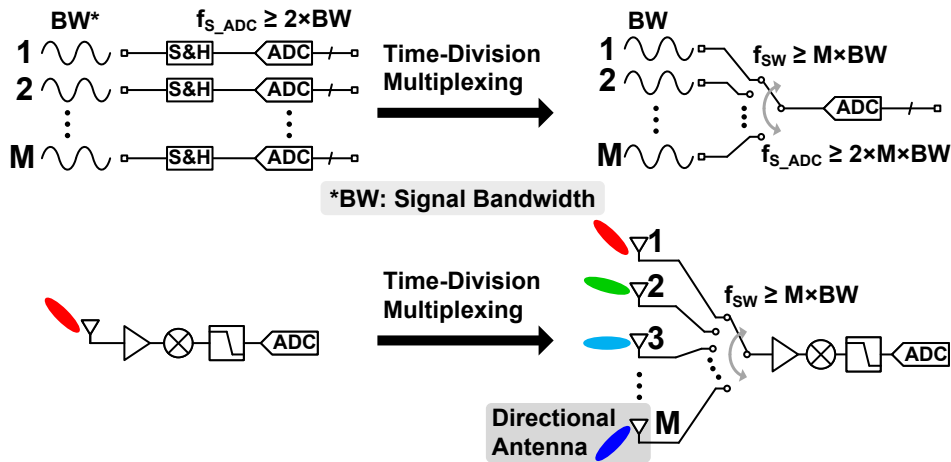 BW*
f_S_ADC ≥ 2×BW
1
S&H
ADC
2
S&H
ADC
M
S&H
ADC
Time-Division
Multiplexing
BW
1
f_SW ≥ M×BW
2
ADC
M
f_S_ADC ≥ 2×M×BW
*BW: Signal Bandwidth
ADC
Time-Division
Multiplexing
1
2
f_SW ≥ M×BW
3
ADC
Directional
Antenna
M